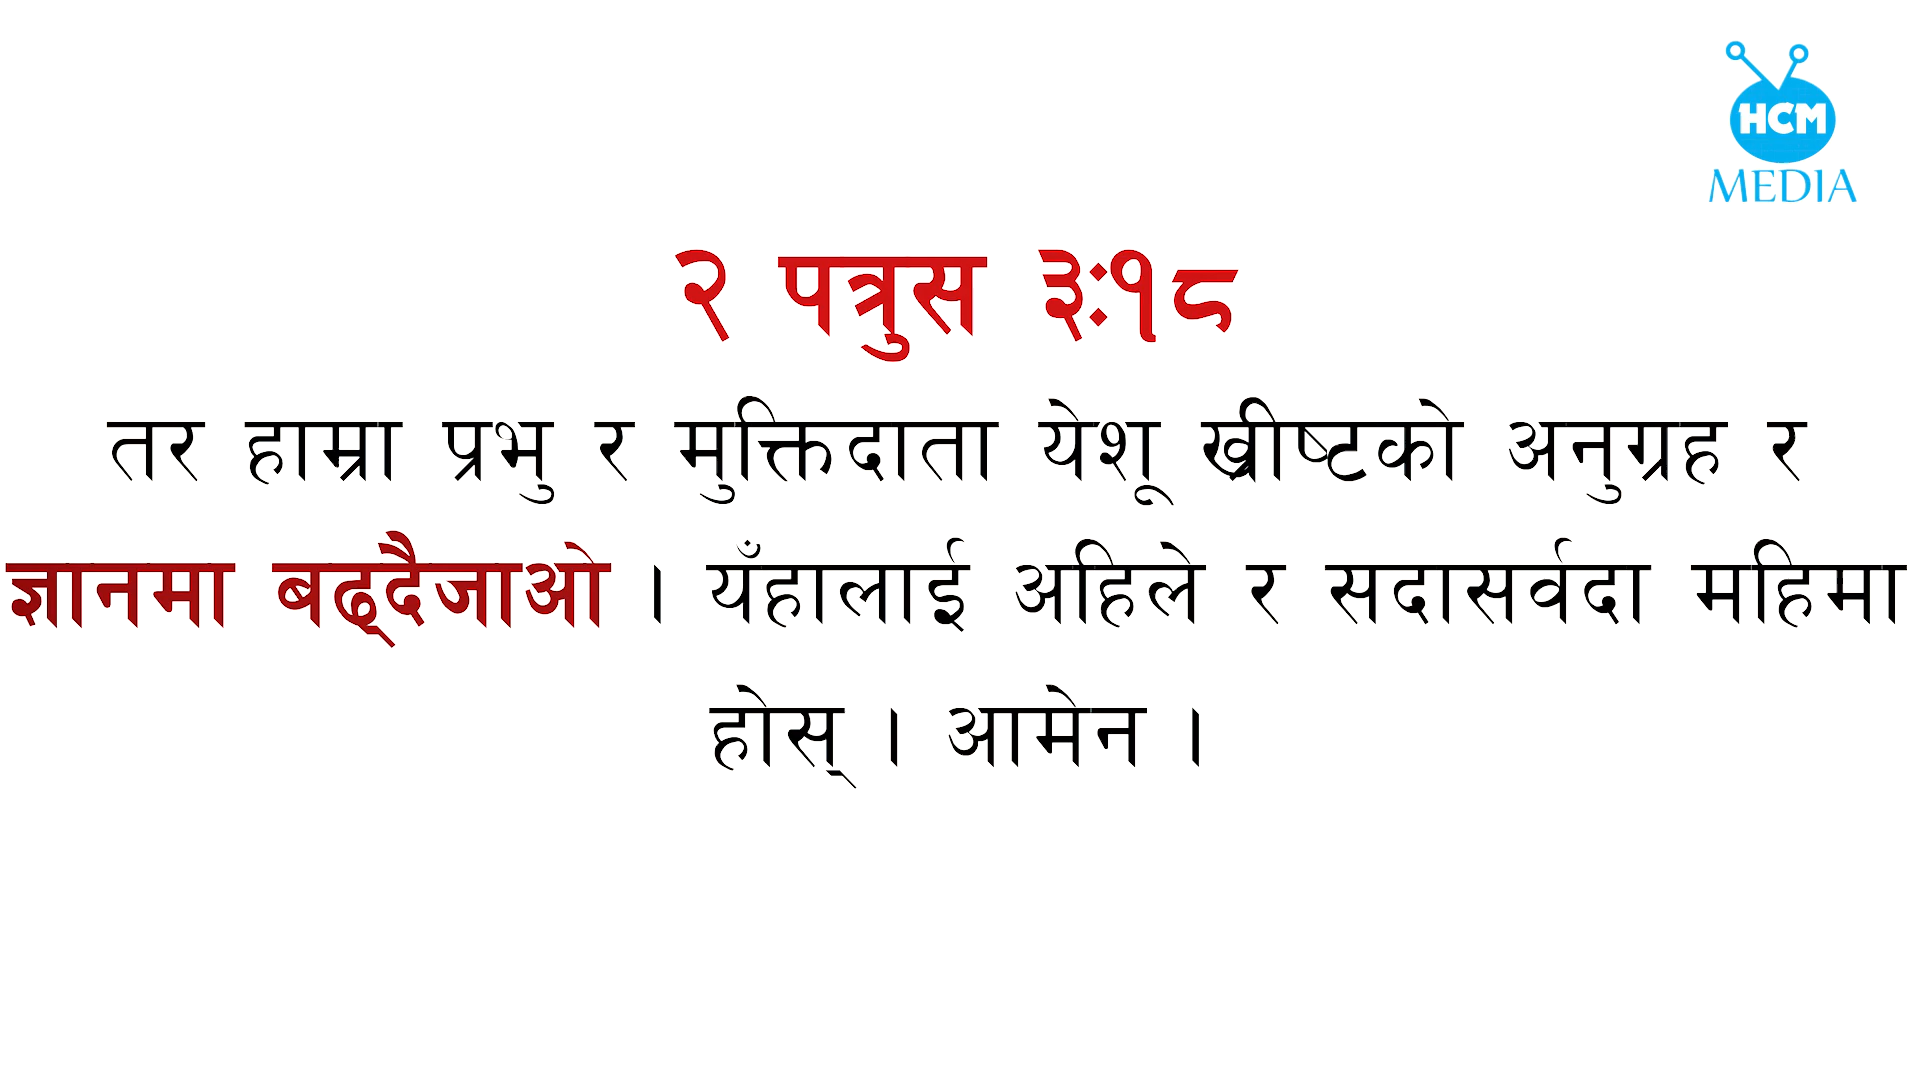 HCM
MEDIA
२ पत्रुस ३:१८
तर हाम्रा प्रभु र मुक्तिदाता येशू ख्रीष्टको अनुग्रह र
ज्ञानमा बढ्दैजाओ । यँहालाई अहिले र सदासर्वदा महिमा
होस् । आमेन ।